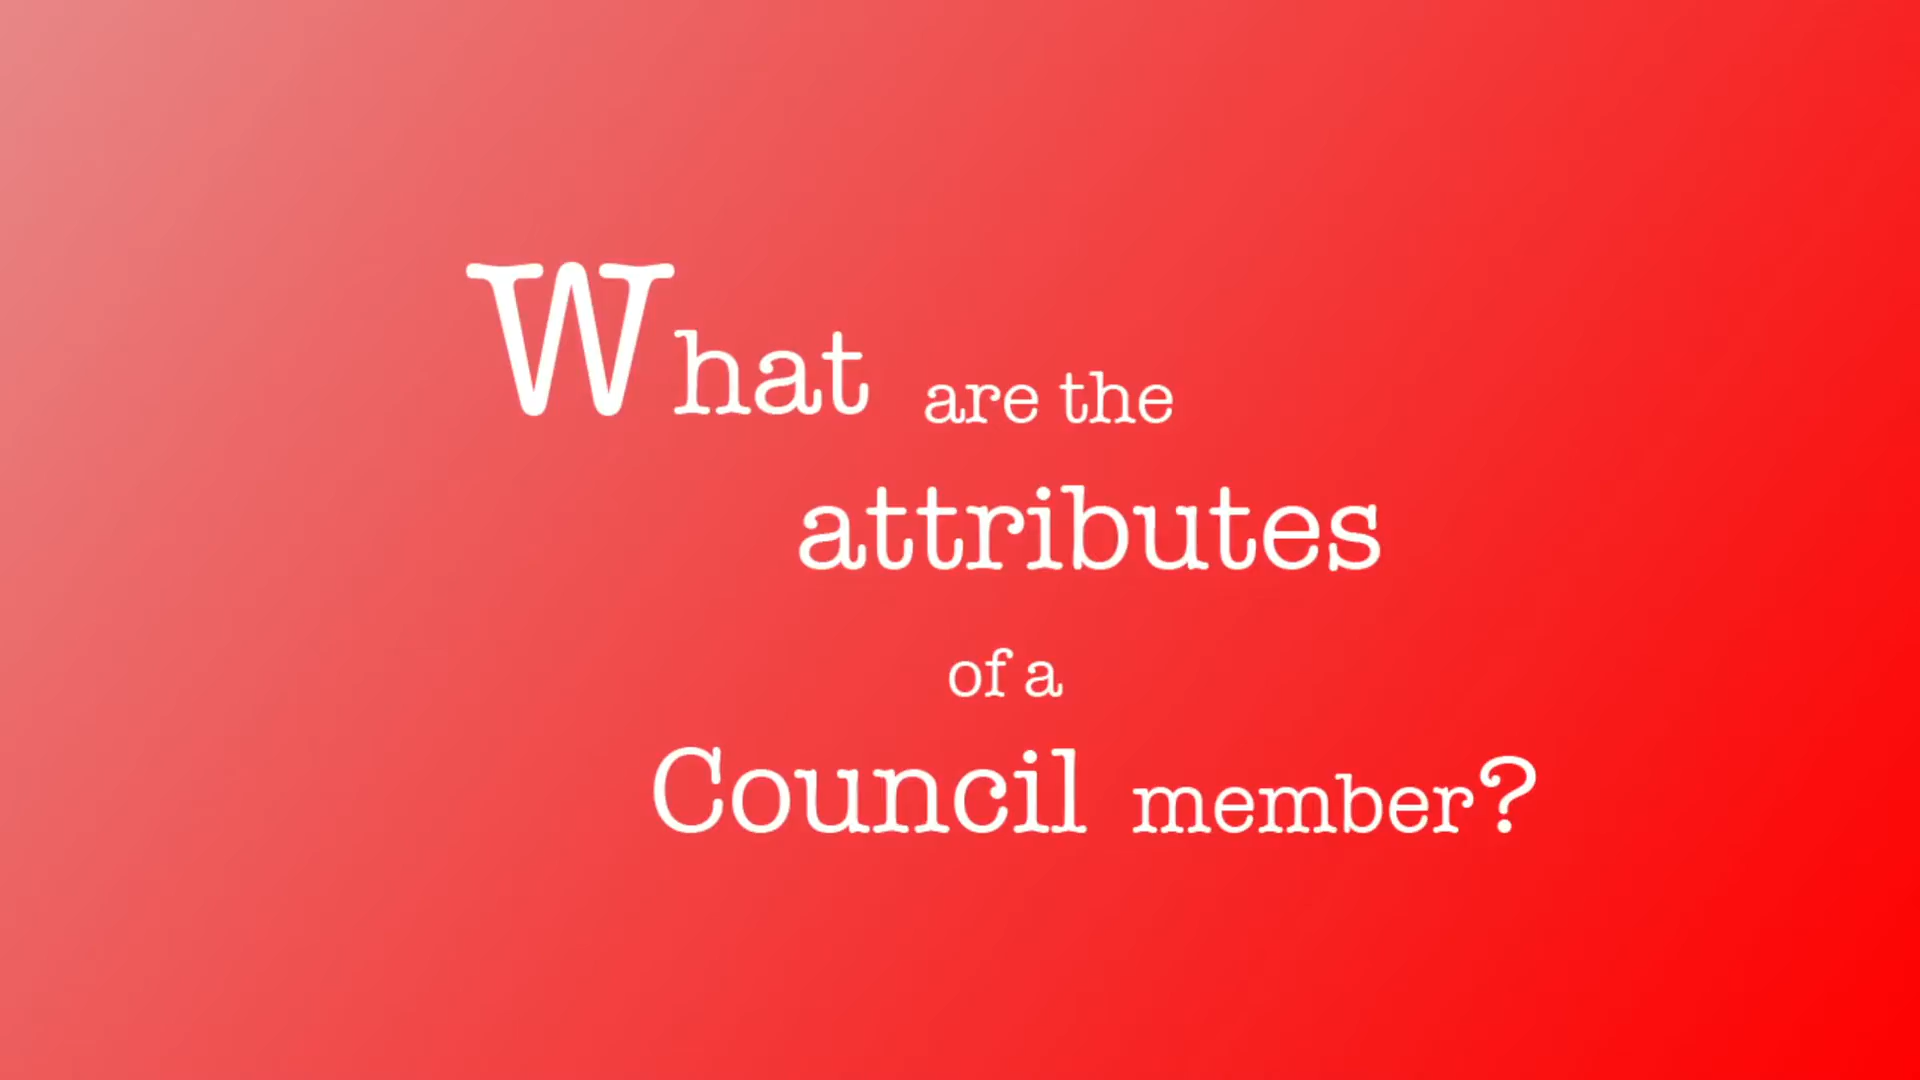 What are the
attributes
of a
Council member?